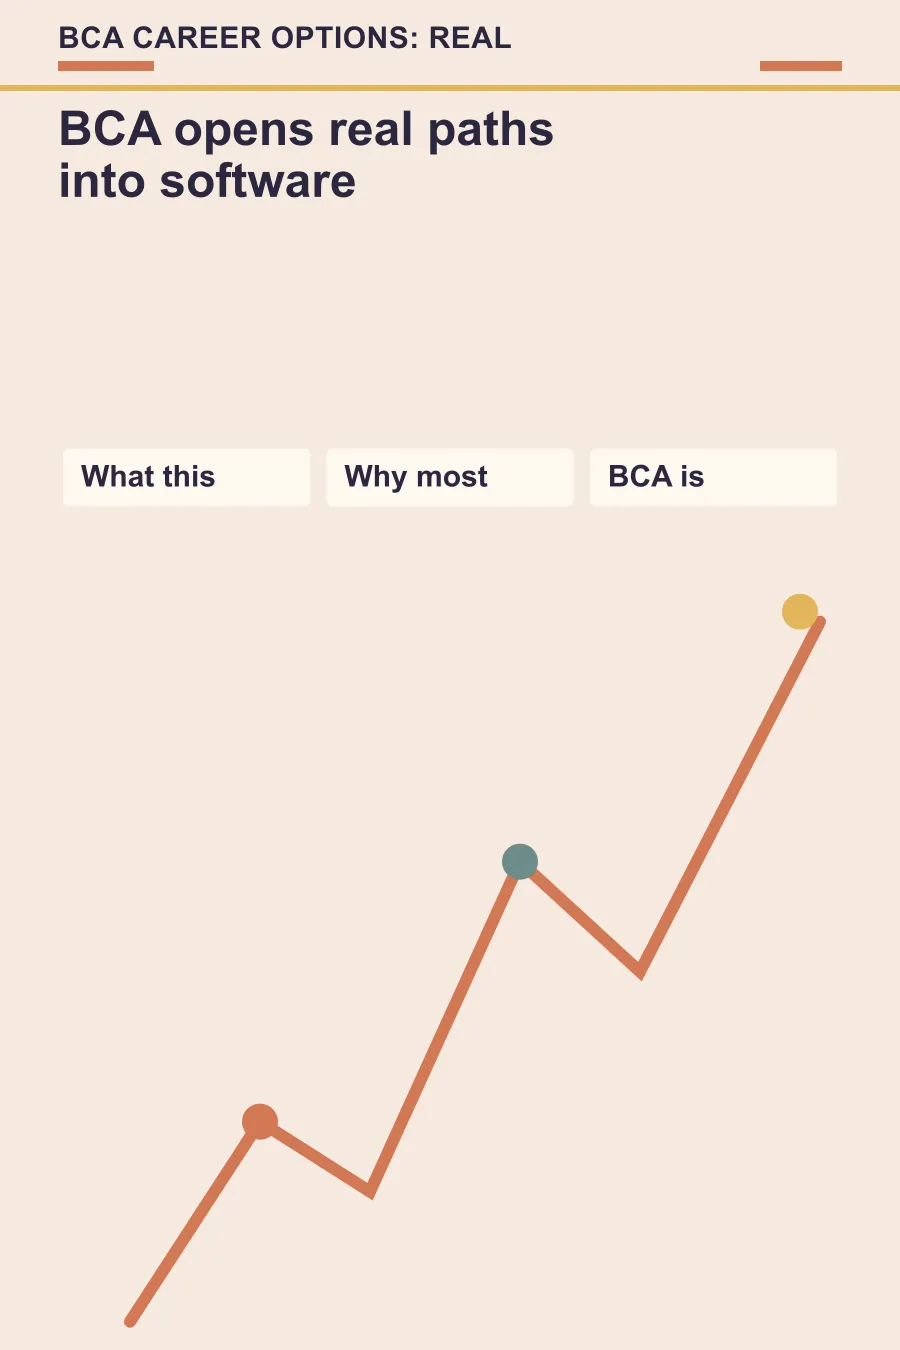 BCA CAREER OPTIONS: REAL
BCA opens real paths
into software
What this
Why most
BCA is